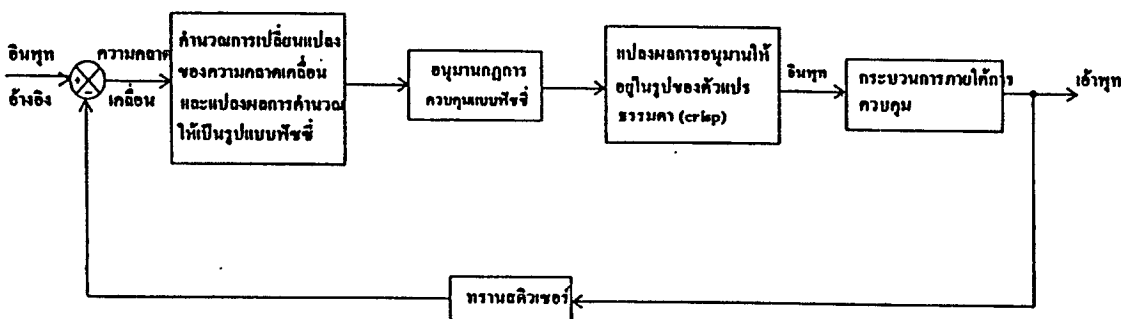 อินพุท
อ้างอิง
ความคลาด
เคลื่อน
คำนวณการเปลี่ยนแปลง
ของความคลาดเคลื่อน
และแปลงผลการคำนวณ
ให้เป็นรูปแบบฟัซซี่
อนุมานกฎการ
ควบคุมแบบฟัซซี่
แปลงผลการอนุมานให้
อยู่ในรูปของตัวแปร
ธรรมดา (crisp)
อินพุท
กระบวนการภายใต้การ
ควบคุม
เอ้าพุท
ทรานสดิวเซอร์